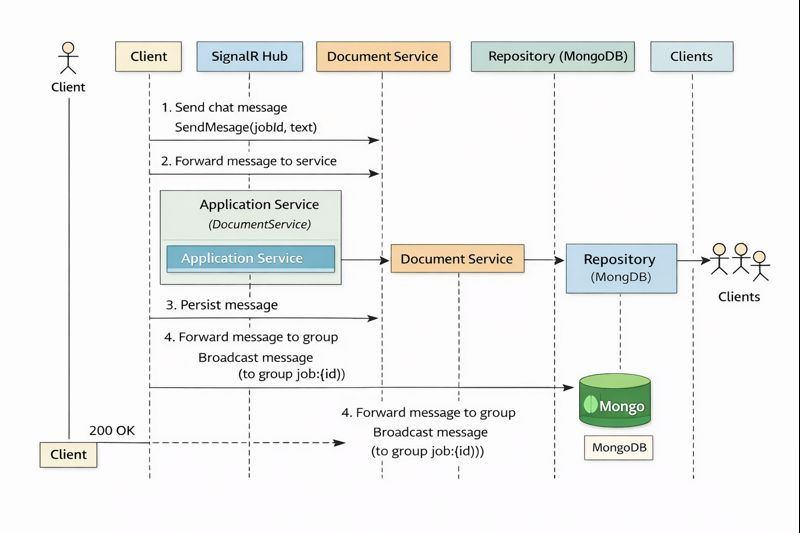 Client
SignalR Hub
Document Service
Repository (MongoDB)
Clients
Client
1. Send chat message
SendMesage(jobId, text)
2. Forward message to service
Application Service
(DocumentService)
Application Service
Document Service
Repository
(MongDB)
Clients
3. Persist message
4. Forward message to group
Broadcast message
(to group job:{id))
Mongo
MongoDB
4. Forward message to group
Broadcast message
(to group job:{id)))
200 OK
Client